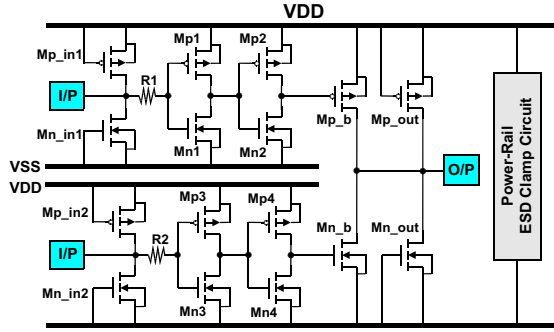 VDD
Mp_in1
Mp1
Mp2
I/P
R1
Mp_b
Mp_out
Mn_in1
Mn1
Mn2
VSS
VDD
O/P
Power-Rail
ESD Clamp Circuit
Mp_in2
Mp3
Mp4
I/P
R2
Mn_b
Mn_out
Mn_in2
Mn3
Mn4